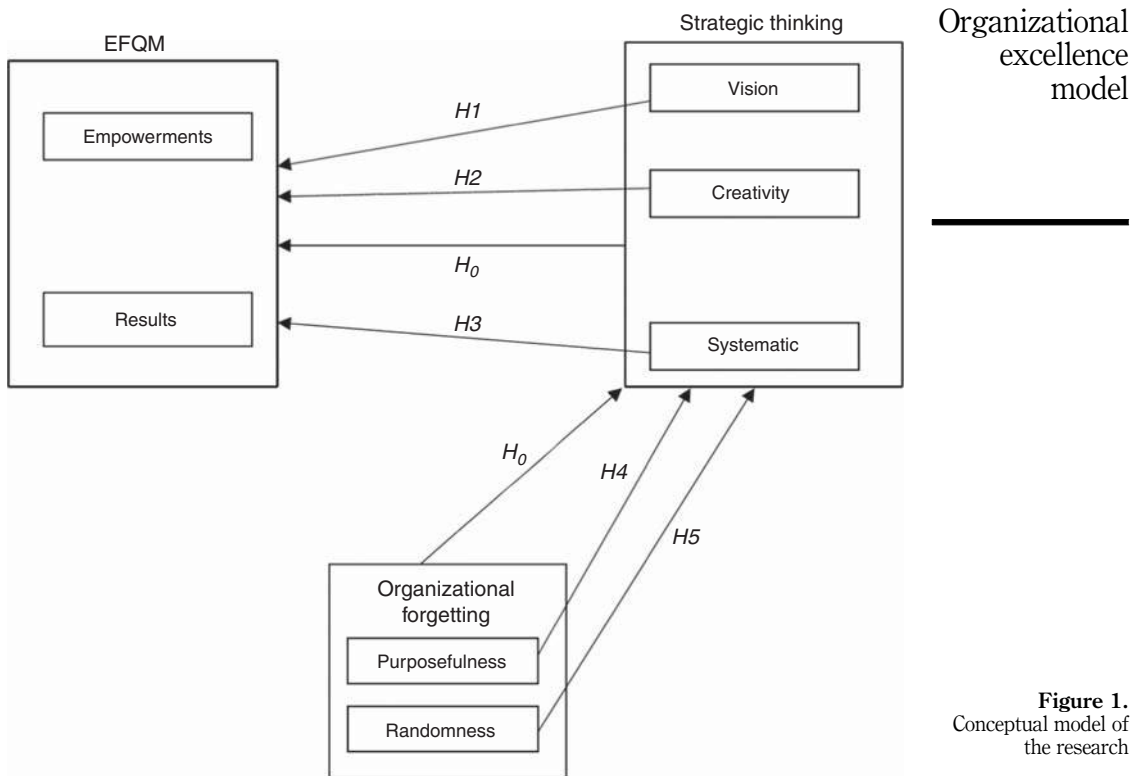 Organizational
excellence
model
EFQM
Strategic thinking
Empowerments
Results
Vision
Creativity
Systematic
H1
H2
H0
H3
H0
H4
H5
Organizational
forgetting
Purposefulness
Randomness
Figure 1.
Conceptual model of
the research